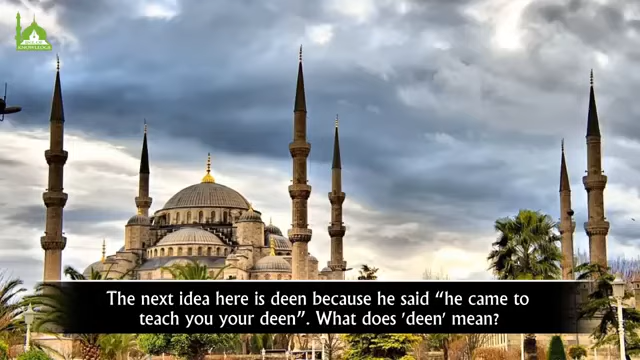 KNOWLEDGE
The next idea here is deen because he said “he came to
teach you your deen”. What does 'deen' mean?